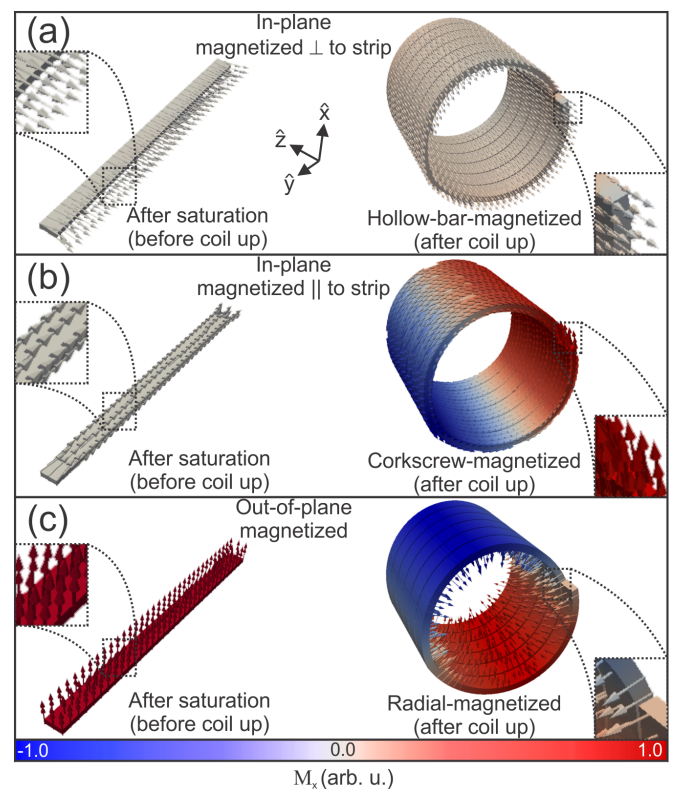 (a)
In-plane
magnetized ⊥ to strip
x̂
ẑ
ŷ
After saturation
(before coil up)
Hollow-bar-magnetized
(after coil up)
(b)
In-plane
magnetized || to strip
After saturation
(before coil up)
Corkscrew-magnetized
(after coil up)
(c)
Out-of-plane
magnetized
After saturation
(before coil up)
Radial-magnetized
(after coil up)
-1.0 0.0 1.0
Mₓ (arb. u.)